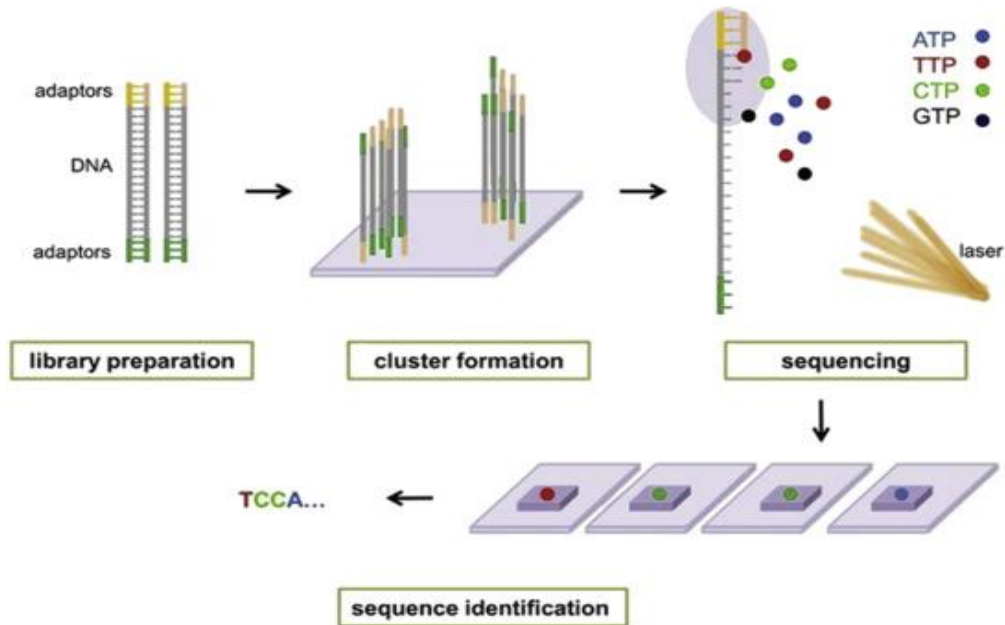 adaptors
DNA
adaptors
ATP
TTP
CTP
GTP
laser
library preparation
cluster formation
sequencing
TCCA...
sequence identification